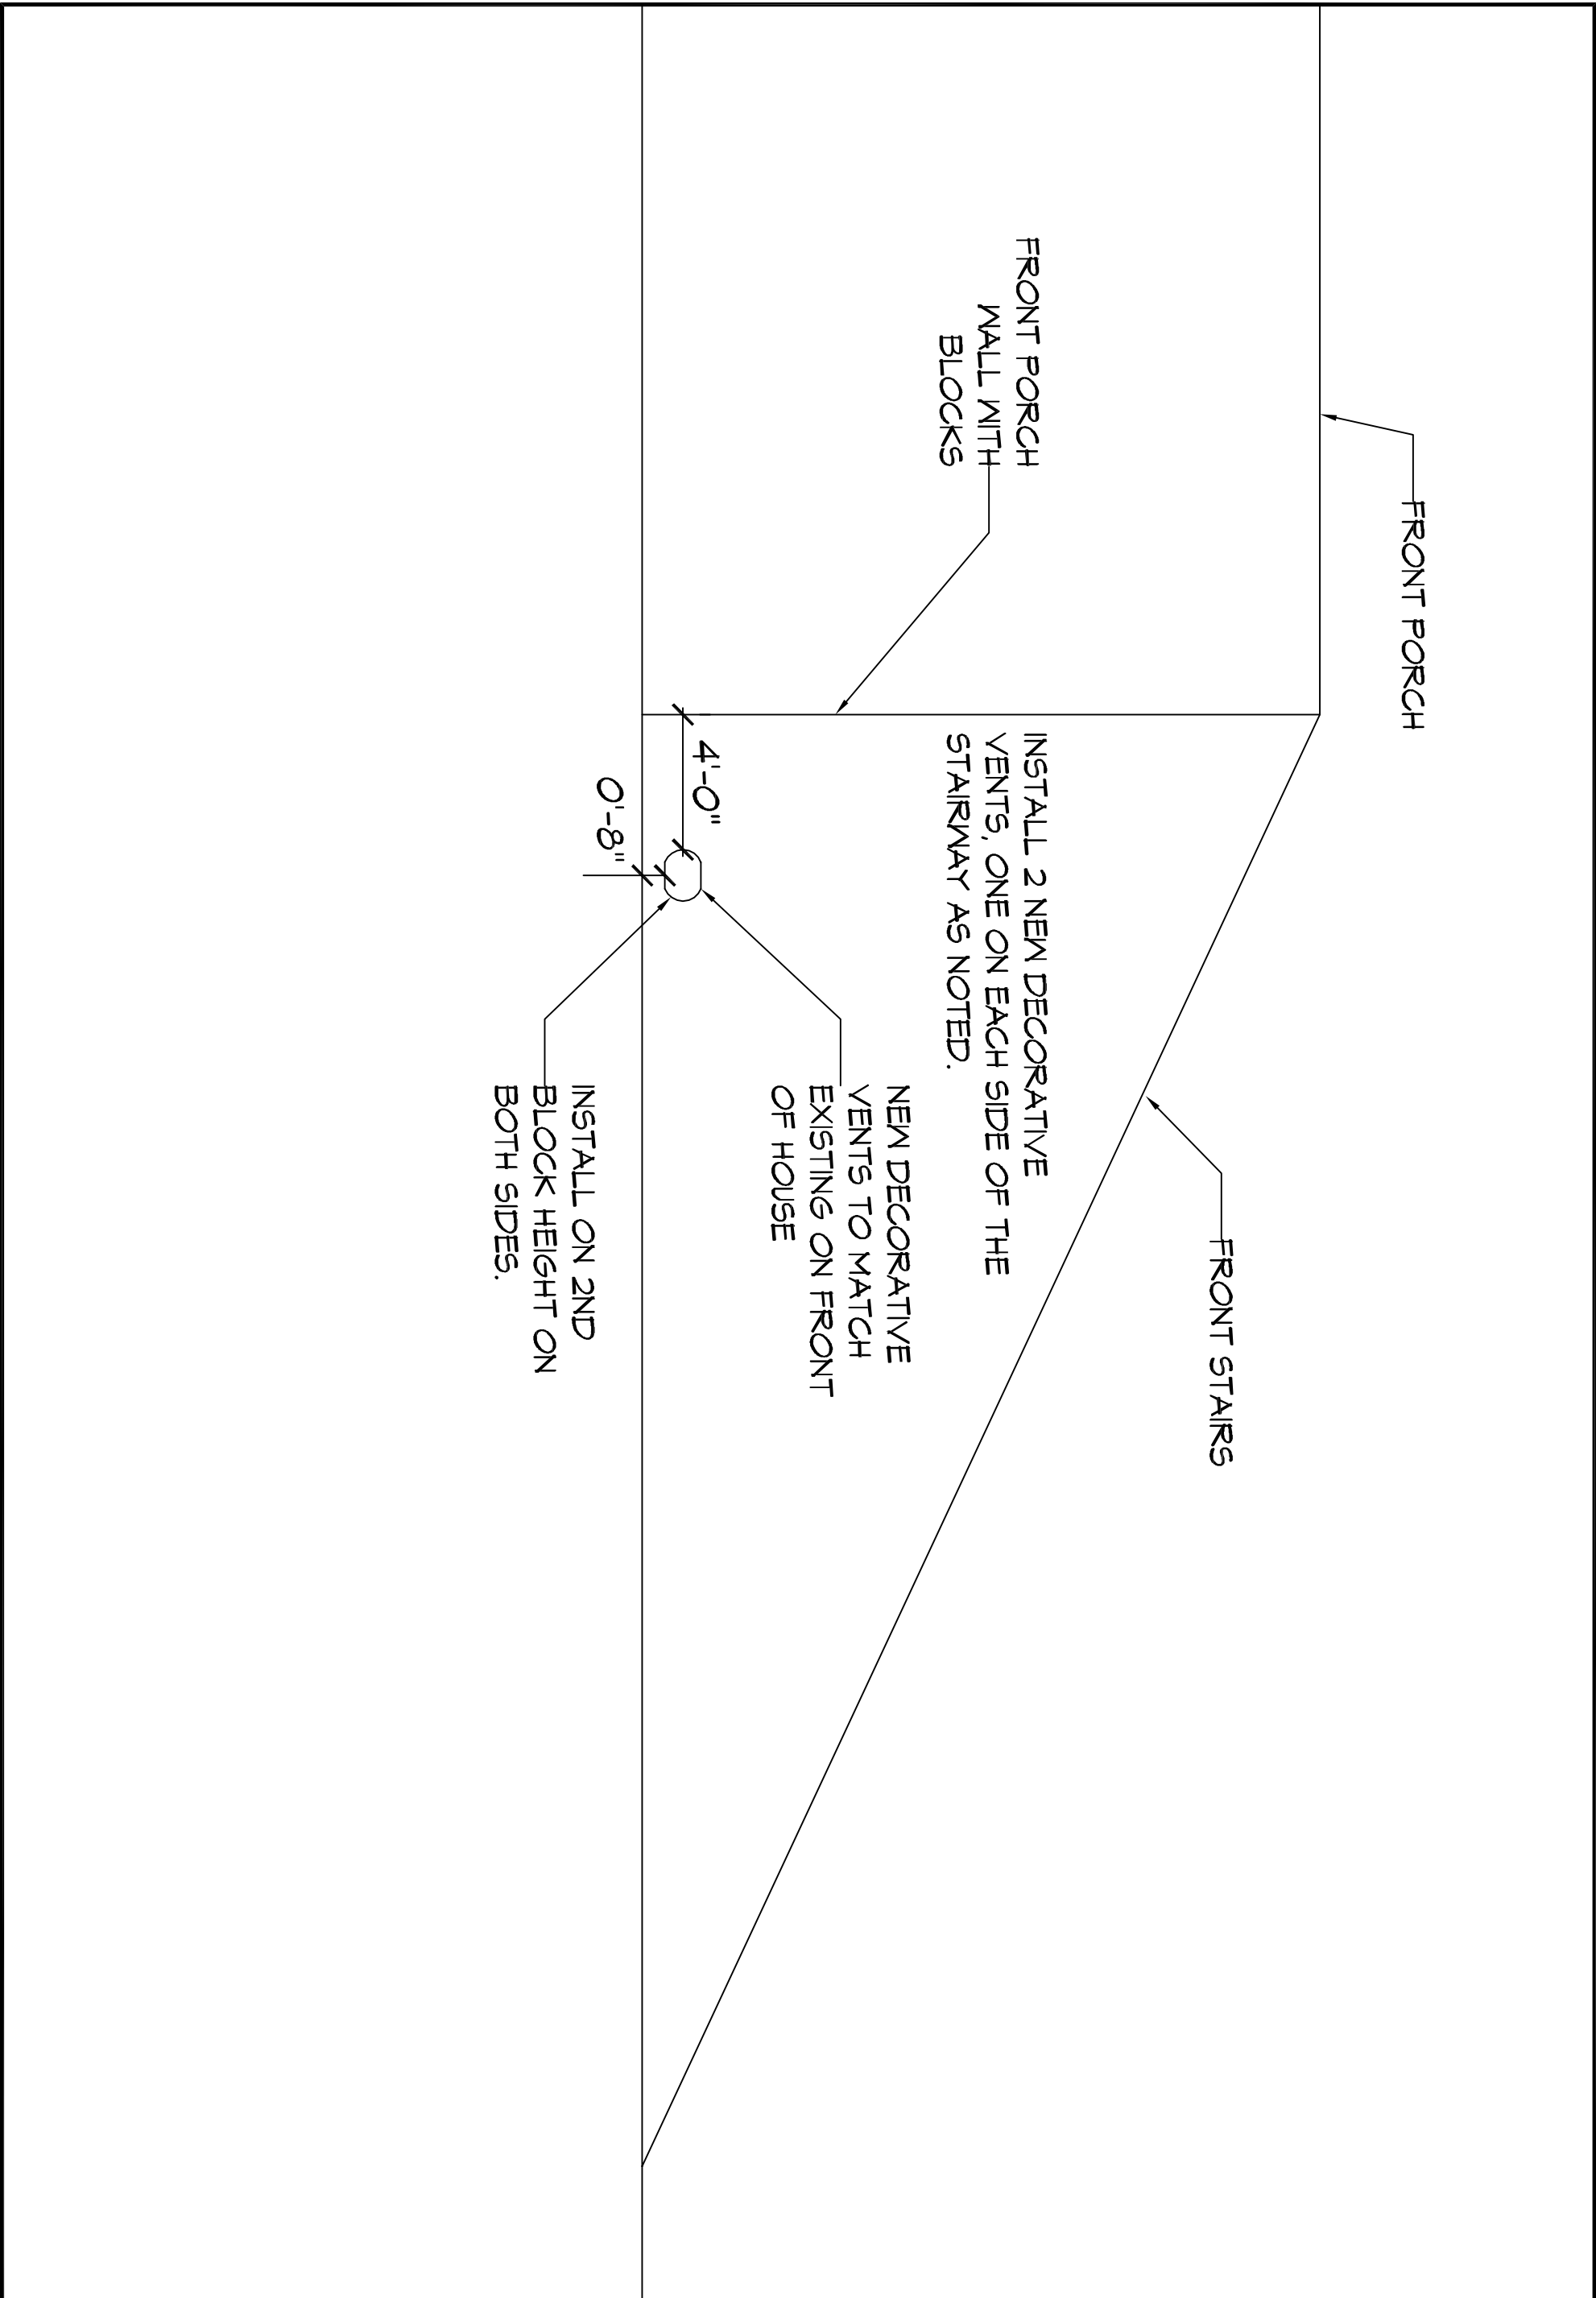 FRONT PORCH
FRONT STAIRS
FRONT PORCH
WALL WITH
BLOCKS
INSTALL 2 NEW DECORATIVE
VENTS, ONE ON EACH SIDE OF THE
STAIRWAY AS NOTED.
NEW DECORATIVE
VENTS TO MATCH
EXISTING ON FRONT
OF HOUSE
4'-0"
0'-8"
INSTALL ON 2ND
BLOCK HEIGHT ON
BOTH SIDES.